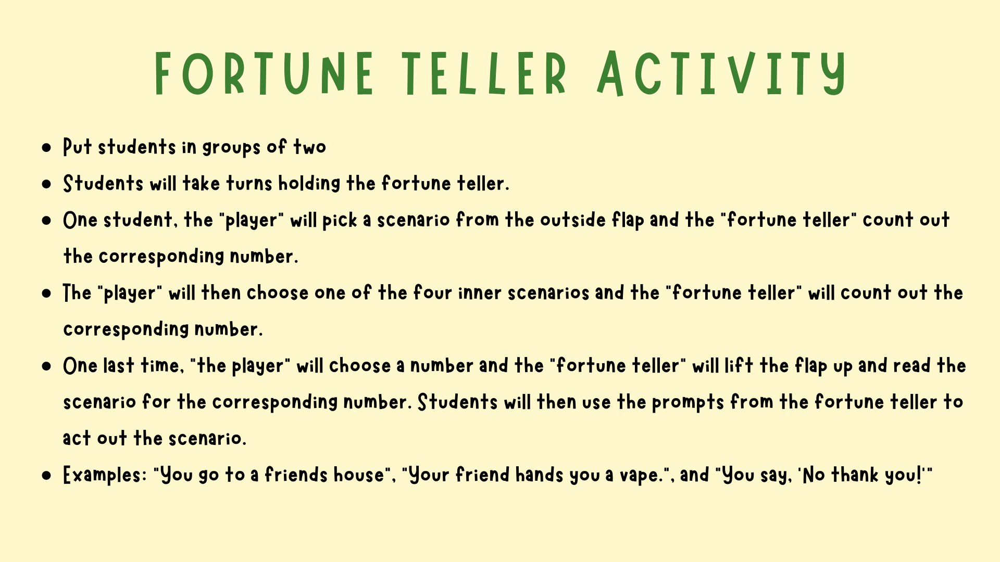 FORTUNE TELLER ACTIVITY
• Put students in groups of two
• Students will take turns holding the fortune teller.
• One student, the "player" will pick a scenario from the outside flap and the "fortune teller" count out
the corresponding number.
• The "player" will then choose one of the four inner scenarios and the "fortune teller" will count out the
corresponding number.
• One last time, "the player" will choose a number and the "fortune teller" will lift the flap up and read the
scenario for the corresponding number. Students will then use the prompts from the fortune teller to
act out the scenario.
• Examples: "You go to a friends house", "Your friend hands you a vape.", and "You say, 'No thank you!'"